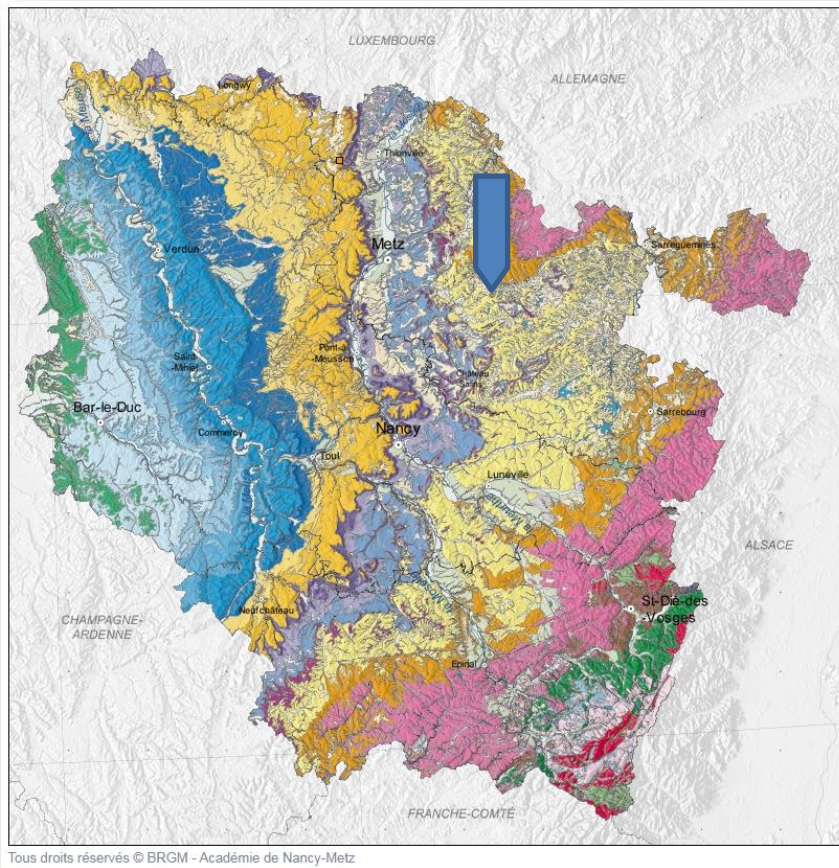 LUXEMBOURG
ALLEMAGNE
Longwy
La Meuse
Thionville
Metz
Verdun
Sarreguemines
Pont-à
-Mousson
Saint
-Mihiel
Château
Salins
Bar-le-Duc
Sarrebourg
Commercy
Nancy
Toul
Lunéville
ALSACE
CHAMPAGNE-
ARDENNE
Neufchâteau
St-Dié-des
-Vosges
Epinal
FRANCHE-COMTÉ
Tous droits réservés © BRGM - Académie de Nancy-Metz